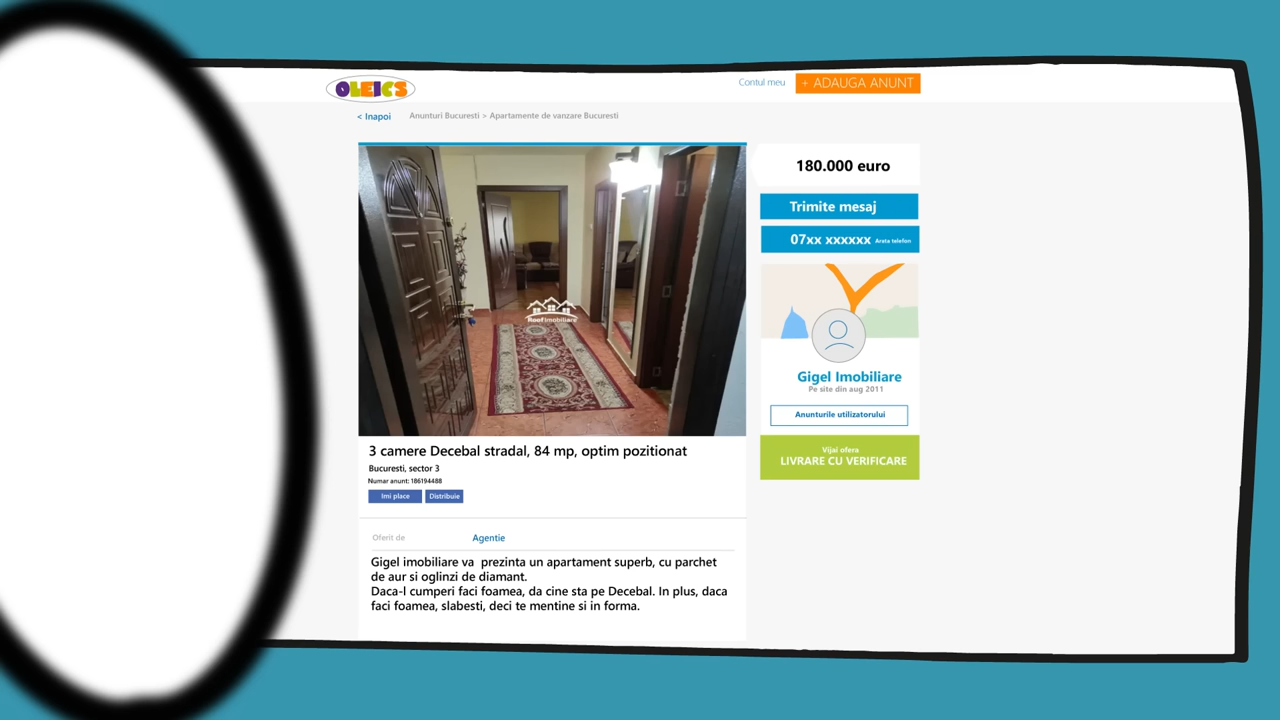 OLEICS
Contul meu
+ ADAUGA ANUNT
< Inapoi
Anunturi Bucuresti > Apartamente de vanzare Bucuresti
180.000 euro
Trimite mesaj
07xx xxxxxx Arata telefon
Roof Imobiliare
Gigel Imobiliare
Pe site din aug 2011
Anunturile utilizatorului
Vijai ofera
LIVRARE CU VERIFICARE
3 camere Decebal stradal, 84 mp, optim pozitionat
Bucuresti, sector 3
Numar anunt: 186194488
Imi place
Distribuie
Oferit de
Agentie
Gigel imobiliare va prezinta un apartament superb, cu parchet
de aur si oglinzi de diamant.
Daca-l cumperi faci foamea, da cine sta pe Decebal. In plus, daca
faci foamea, slabesti, deci te mentine si in forma.